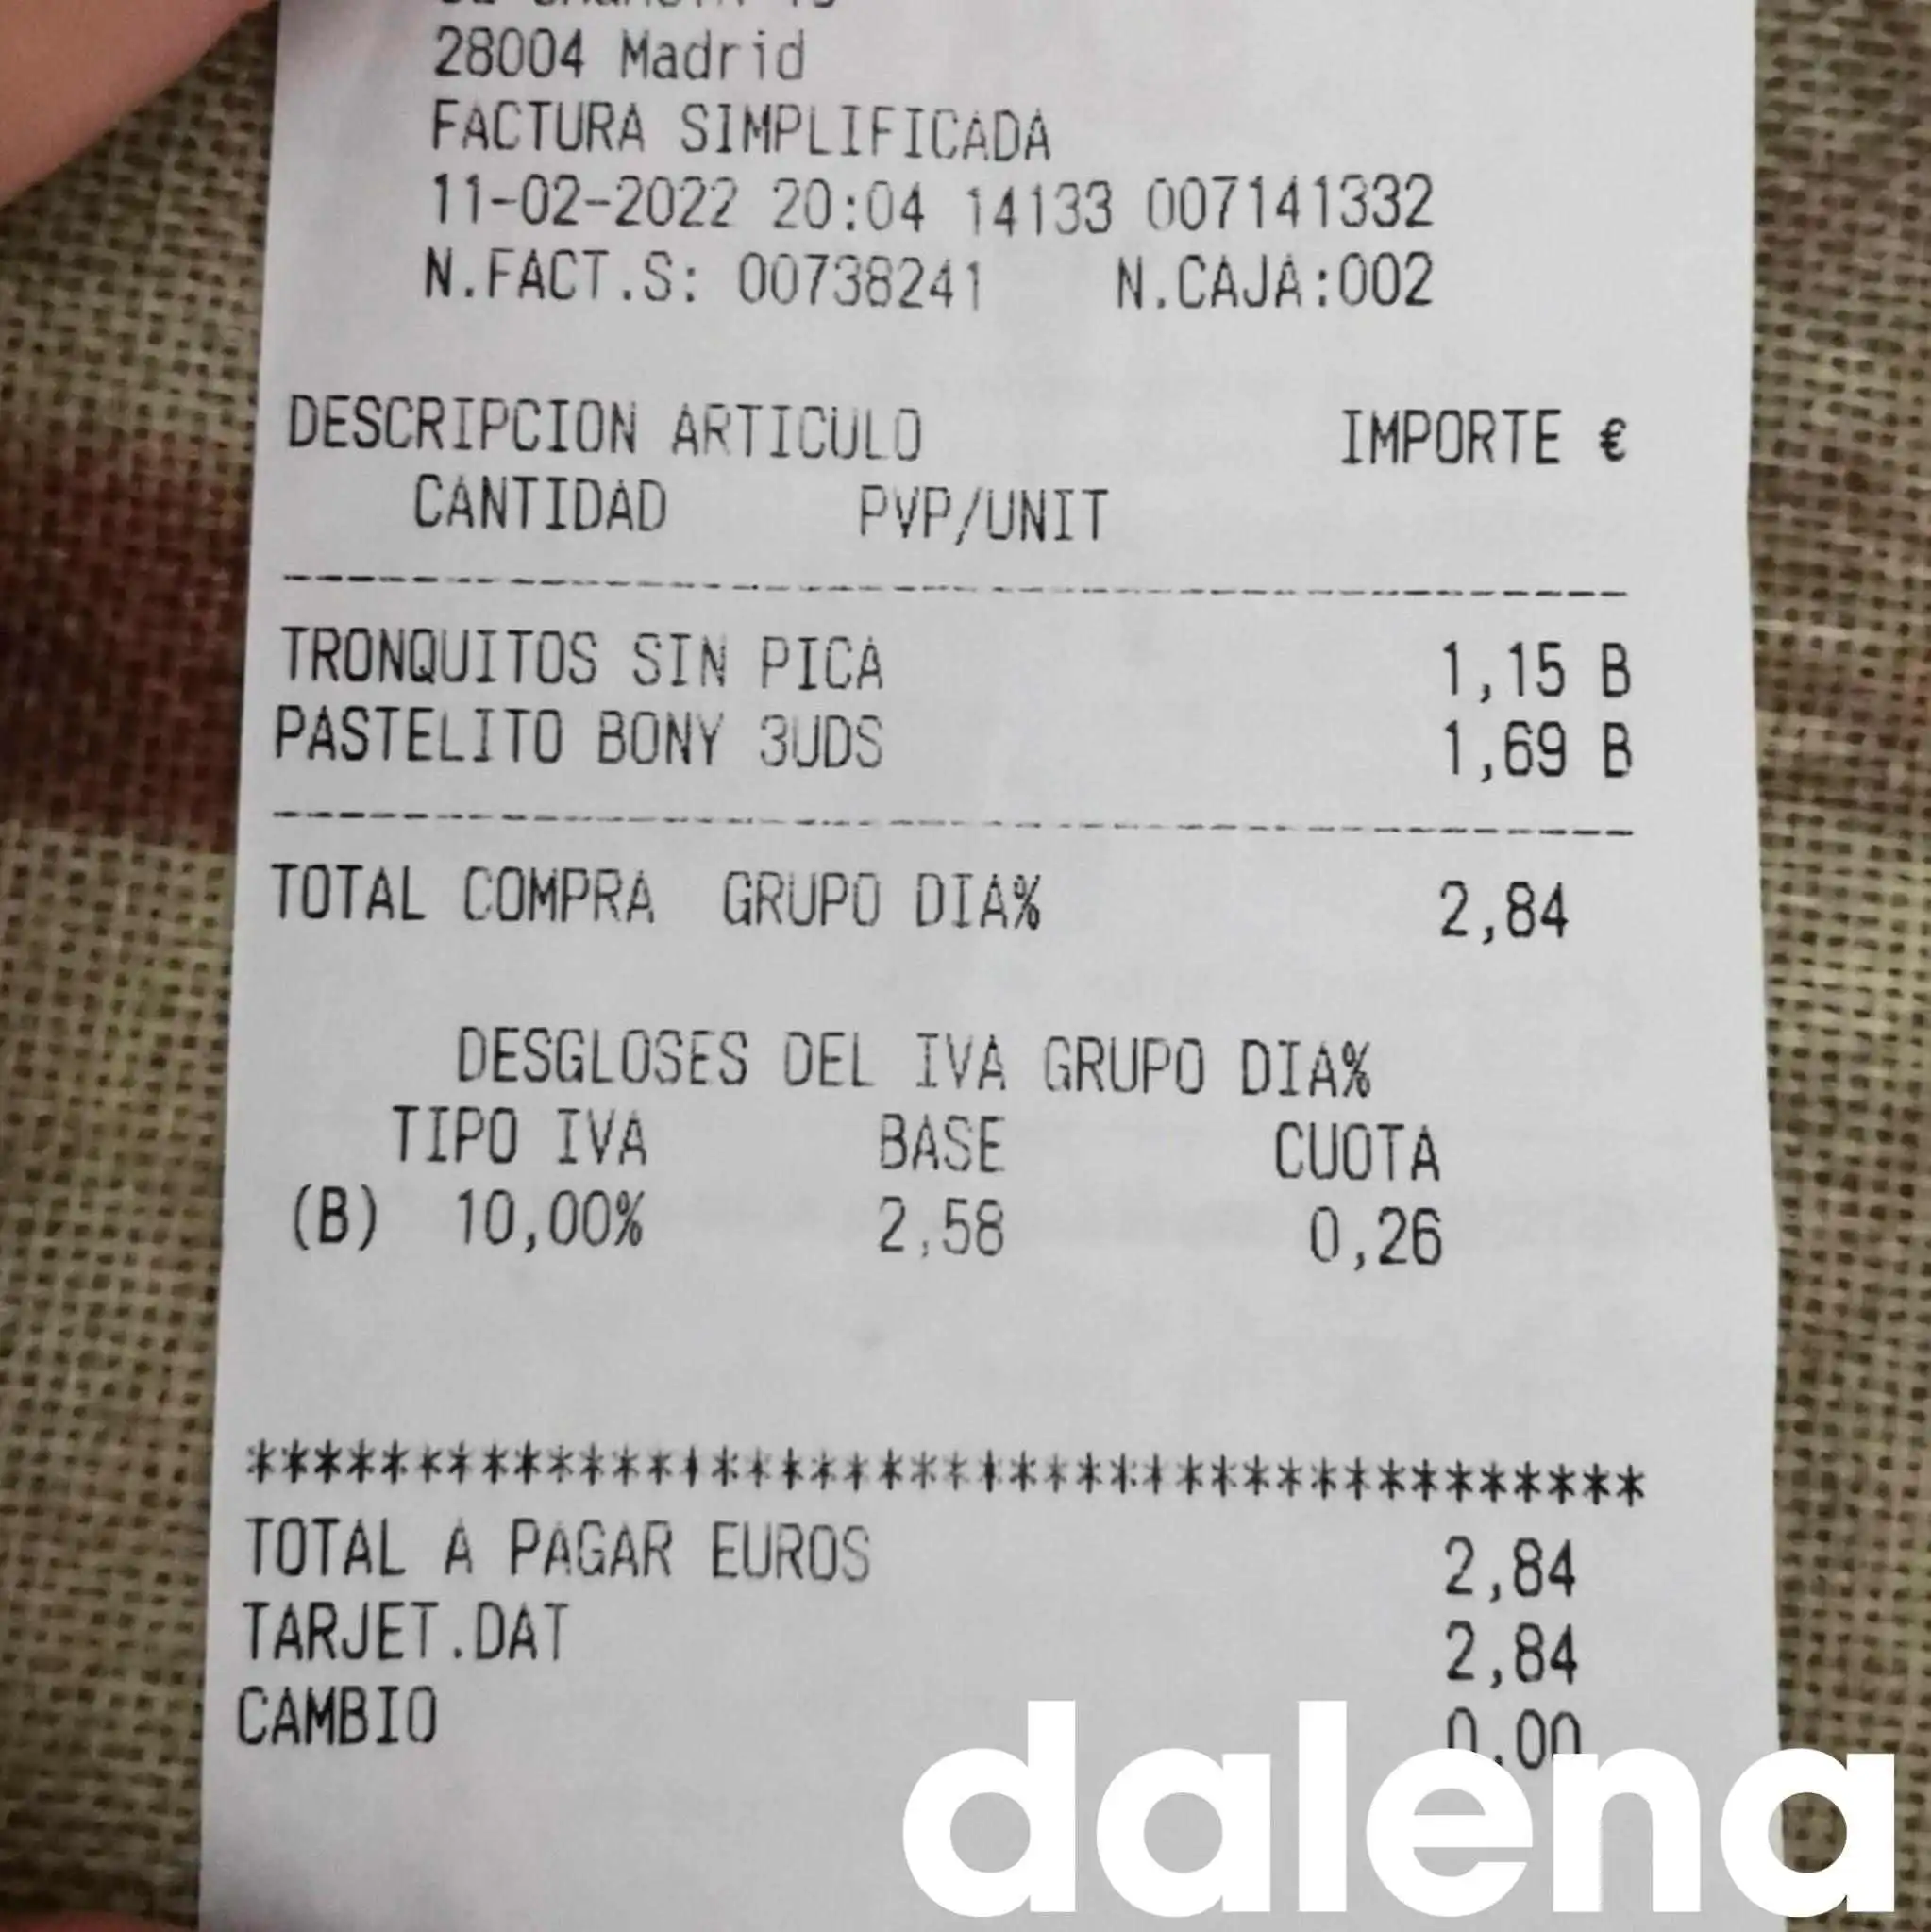 28004 Madrid
FACTURA SIMPLIFICADA
11-02-2022 20:04 14133 007141332
N.FACT.S: 00738241 N.CAJA:002
DESCRIPCION ARTICULO IMPORTE €
CANTIDAD PVP/UNIT
TRONQUITOS SIN PICA 1,15 B
PASTELITO BONY 3UDS 1,69 B
TOTAL COMPRA GRUPO DIA% 2,84
DESGLOSES DEL IVA GRUPO DIA%
TIPO IVA BASE CUOTA
(B) 10,00% 2,58 0,26
******************************************
TOTAL A PAGAR EUROS 2,84
TARJET.DAT 2,84
CAMBIO 0,00
dalena